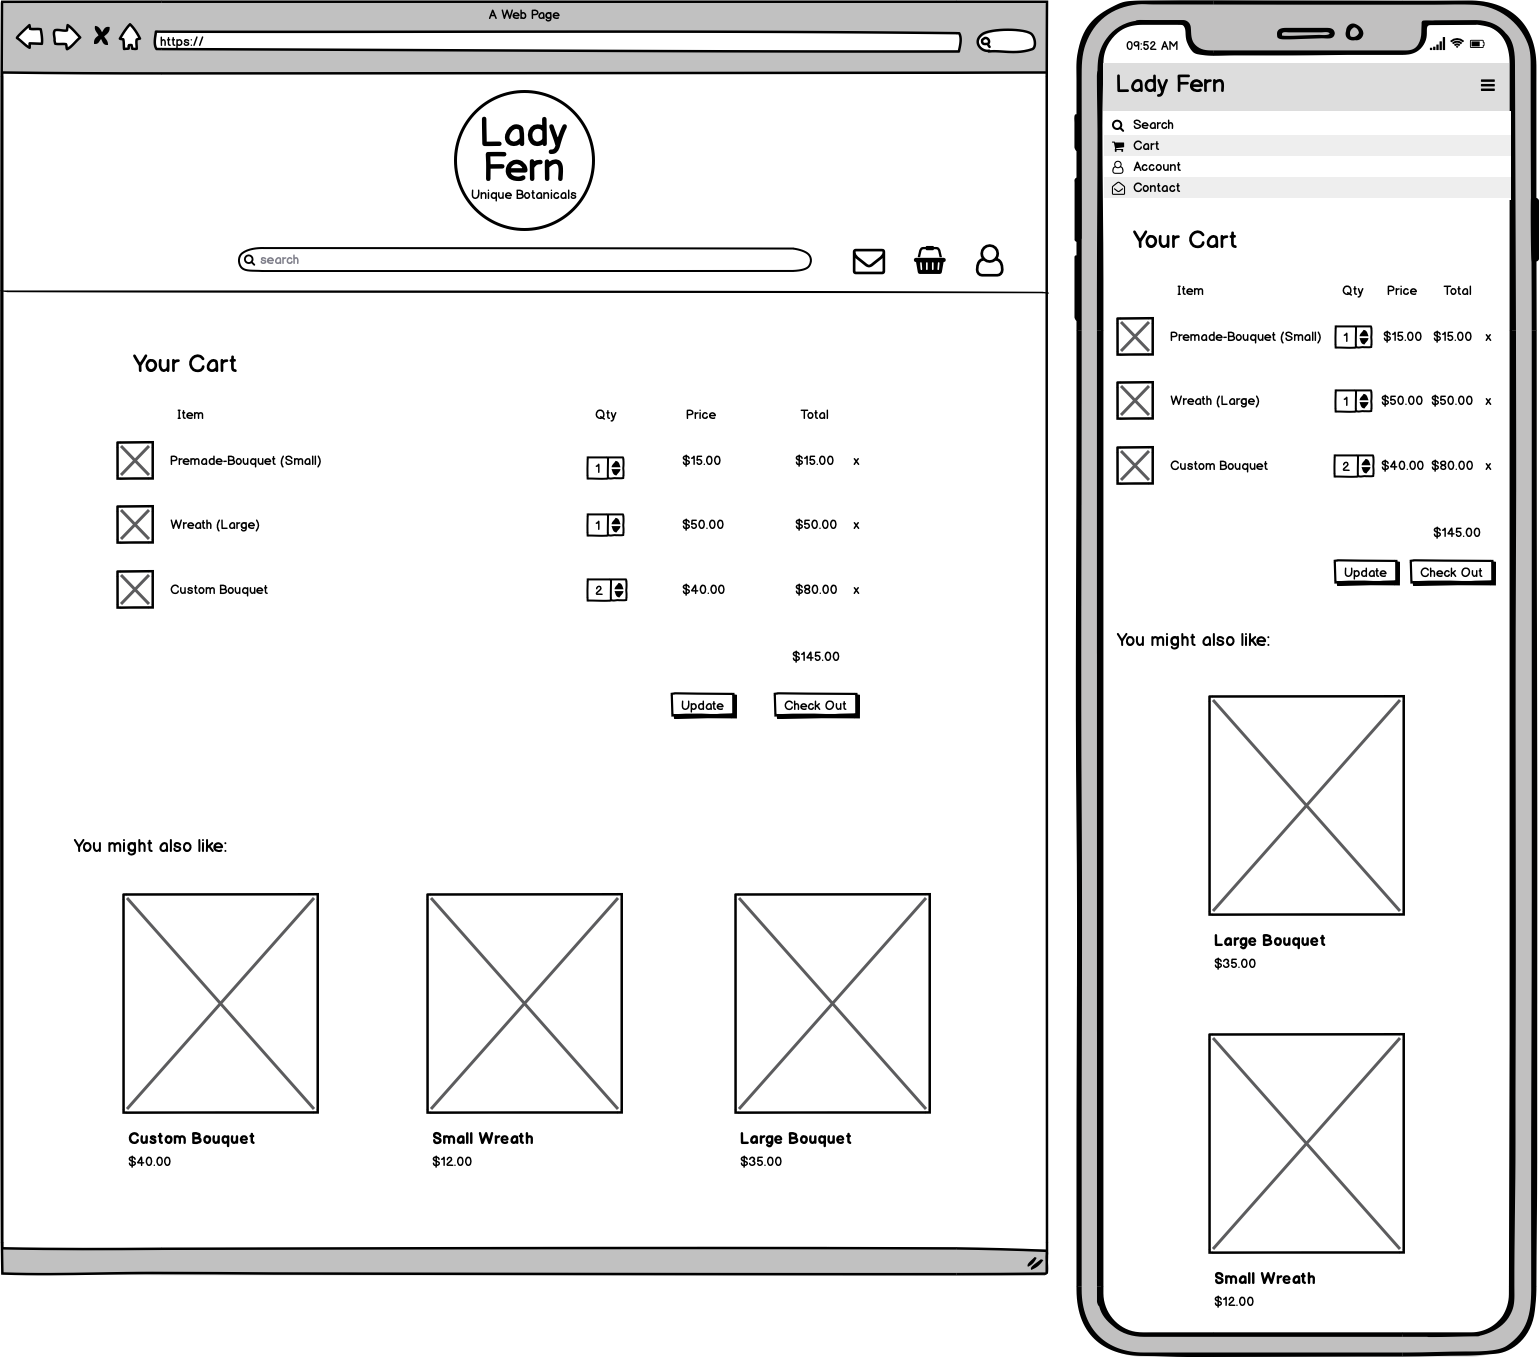 A Web Page
https://
Lady
Fern
Unique Botanicals
search
Your Cart
Item Qty Price Total
Premade-Bouquet (Small) 1 $15.00 $15.00 x
Wreath (Large) 1 $50.00 $50.00 x
Custom Bouquet 2 $40.00 $80.00 x
$145.00
Update Check Out
You might also like:
Custom Bouquet Small Wreath Large Bouquet
$40.00 $12.00 $35.00
09:52 AM
Lady Fern
Search
Cart
Account
Contact
Your Cart
Item Qty Price Total
Premade-Bouquet (Small) 1 $15.00 $15.00 x
Wreath (Large) 1 $50.00 $50.00 x
Custom Bouquet 2 $40.00 $80.00 x
$145.00
Update Check Out
You might also like:
Large Bouquet
$35.00
Small Wreath
$12.00